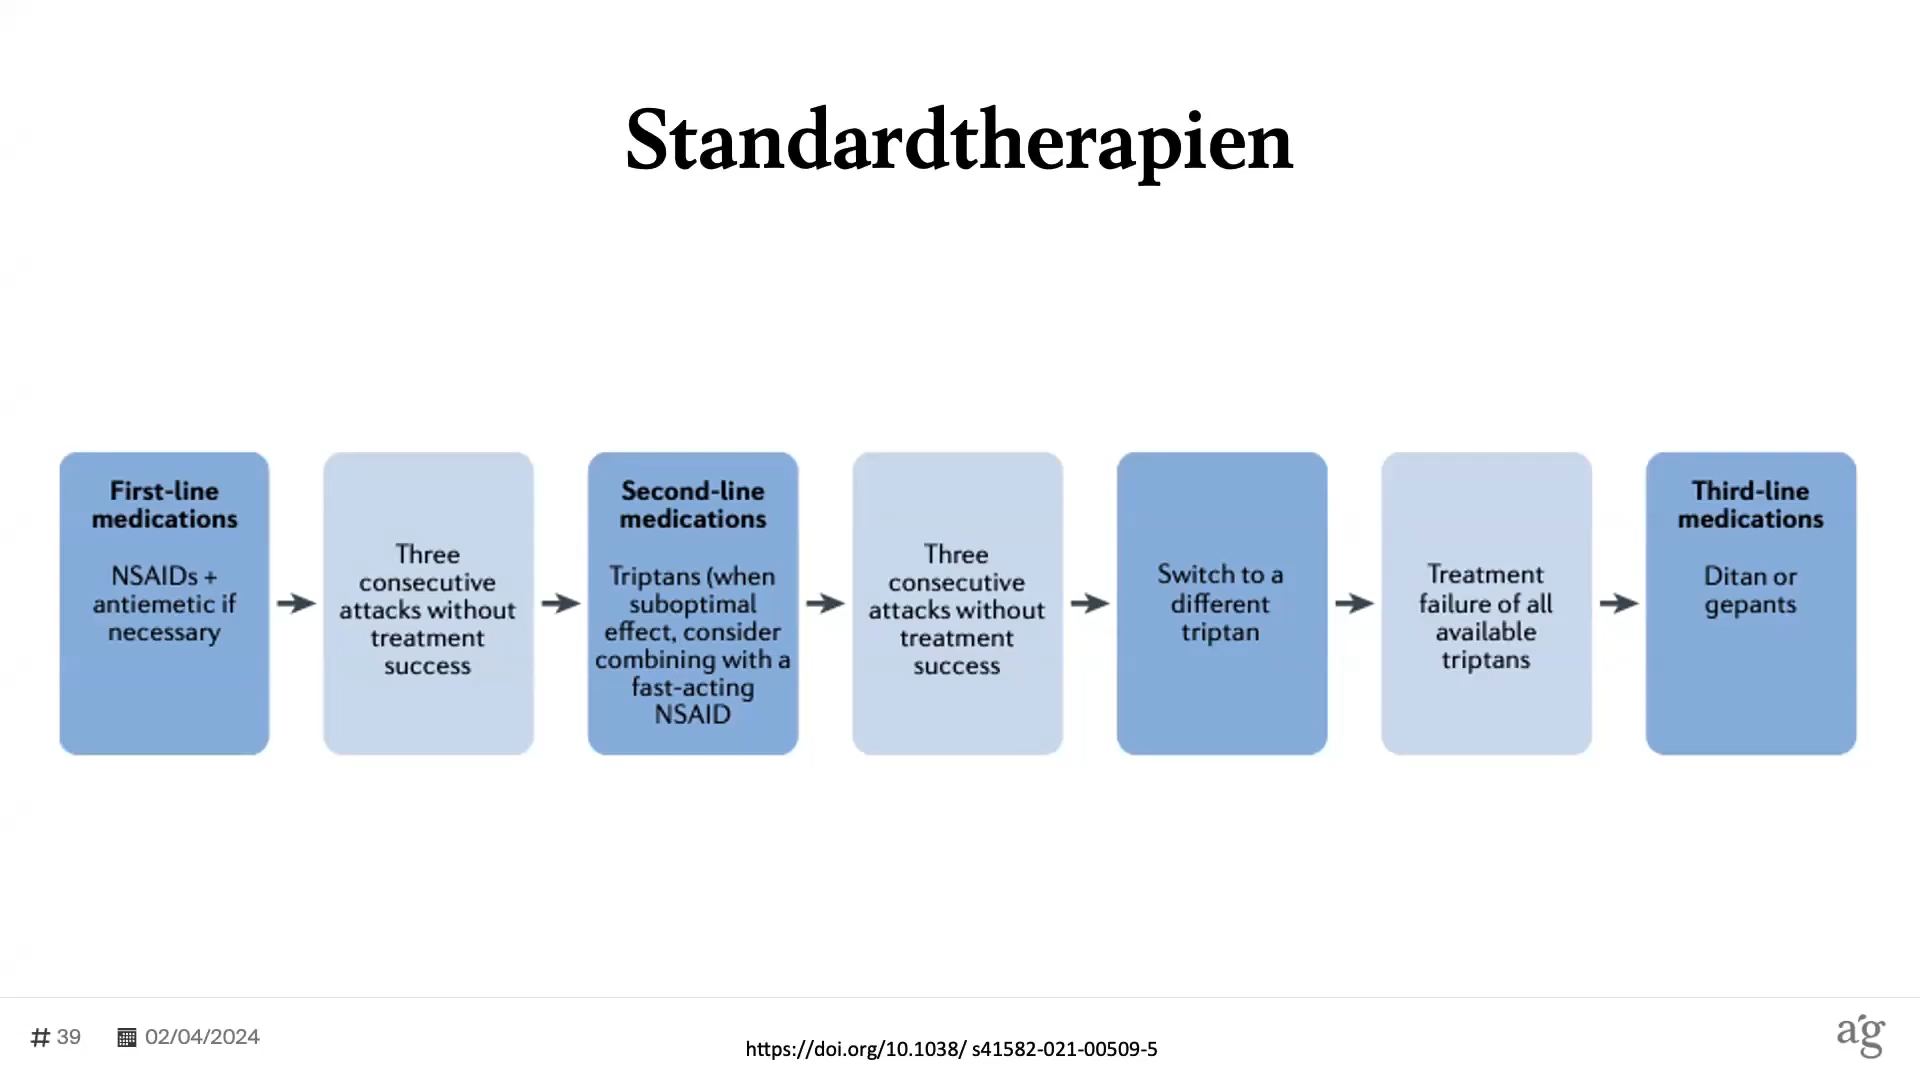 Standardtherapien
First-line
medications
NSAIDs +
antiemetic if
necessary
Three
consecutive
attacks without
treatment
success
Second-line
medications
Triptans (when
suboptimal
effect, consider
combining with a
fast-acting
NSAID
Three
consecutive
attacks without
treatment
success
Switch to a
different
triptan
Treatment
failure of all
available
triptans
Third-line
medications
Ditan or
gepants
# 39
02/04/2024
https://doi.org/10.1038/ s41582-021-00509-5
a'g